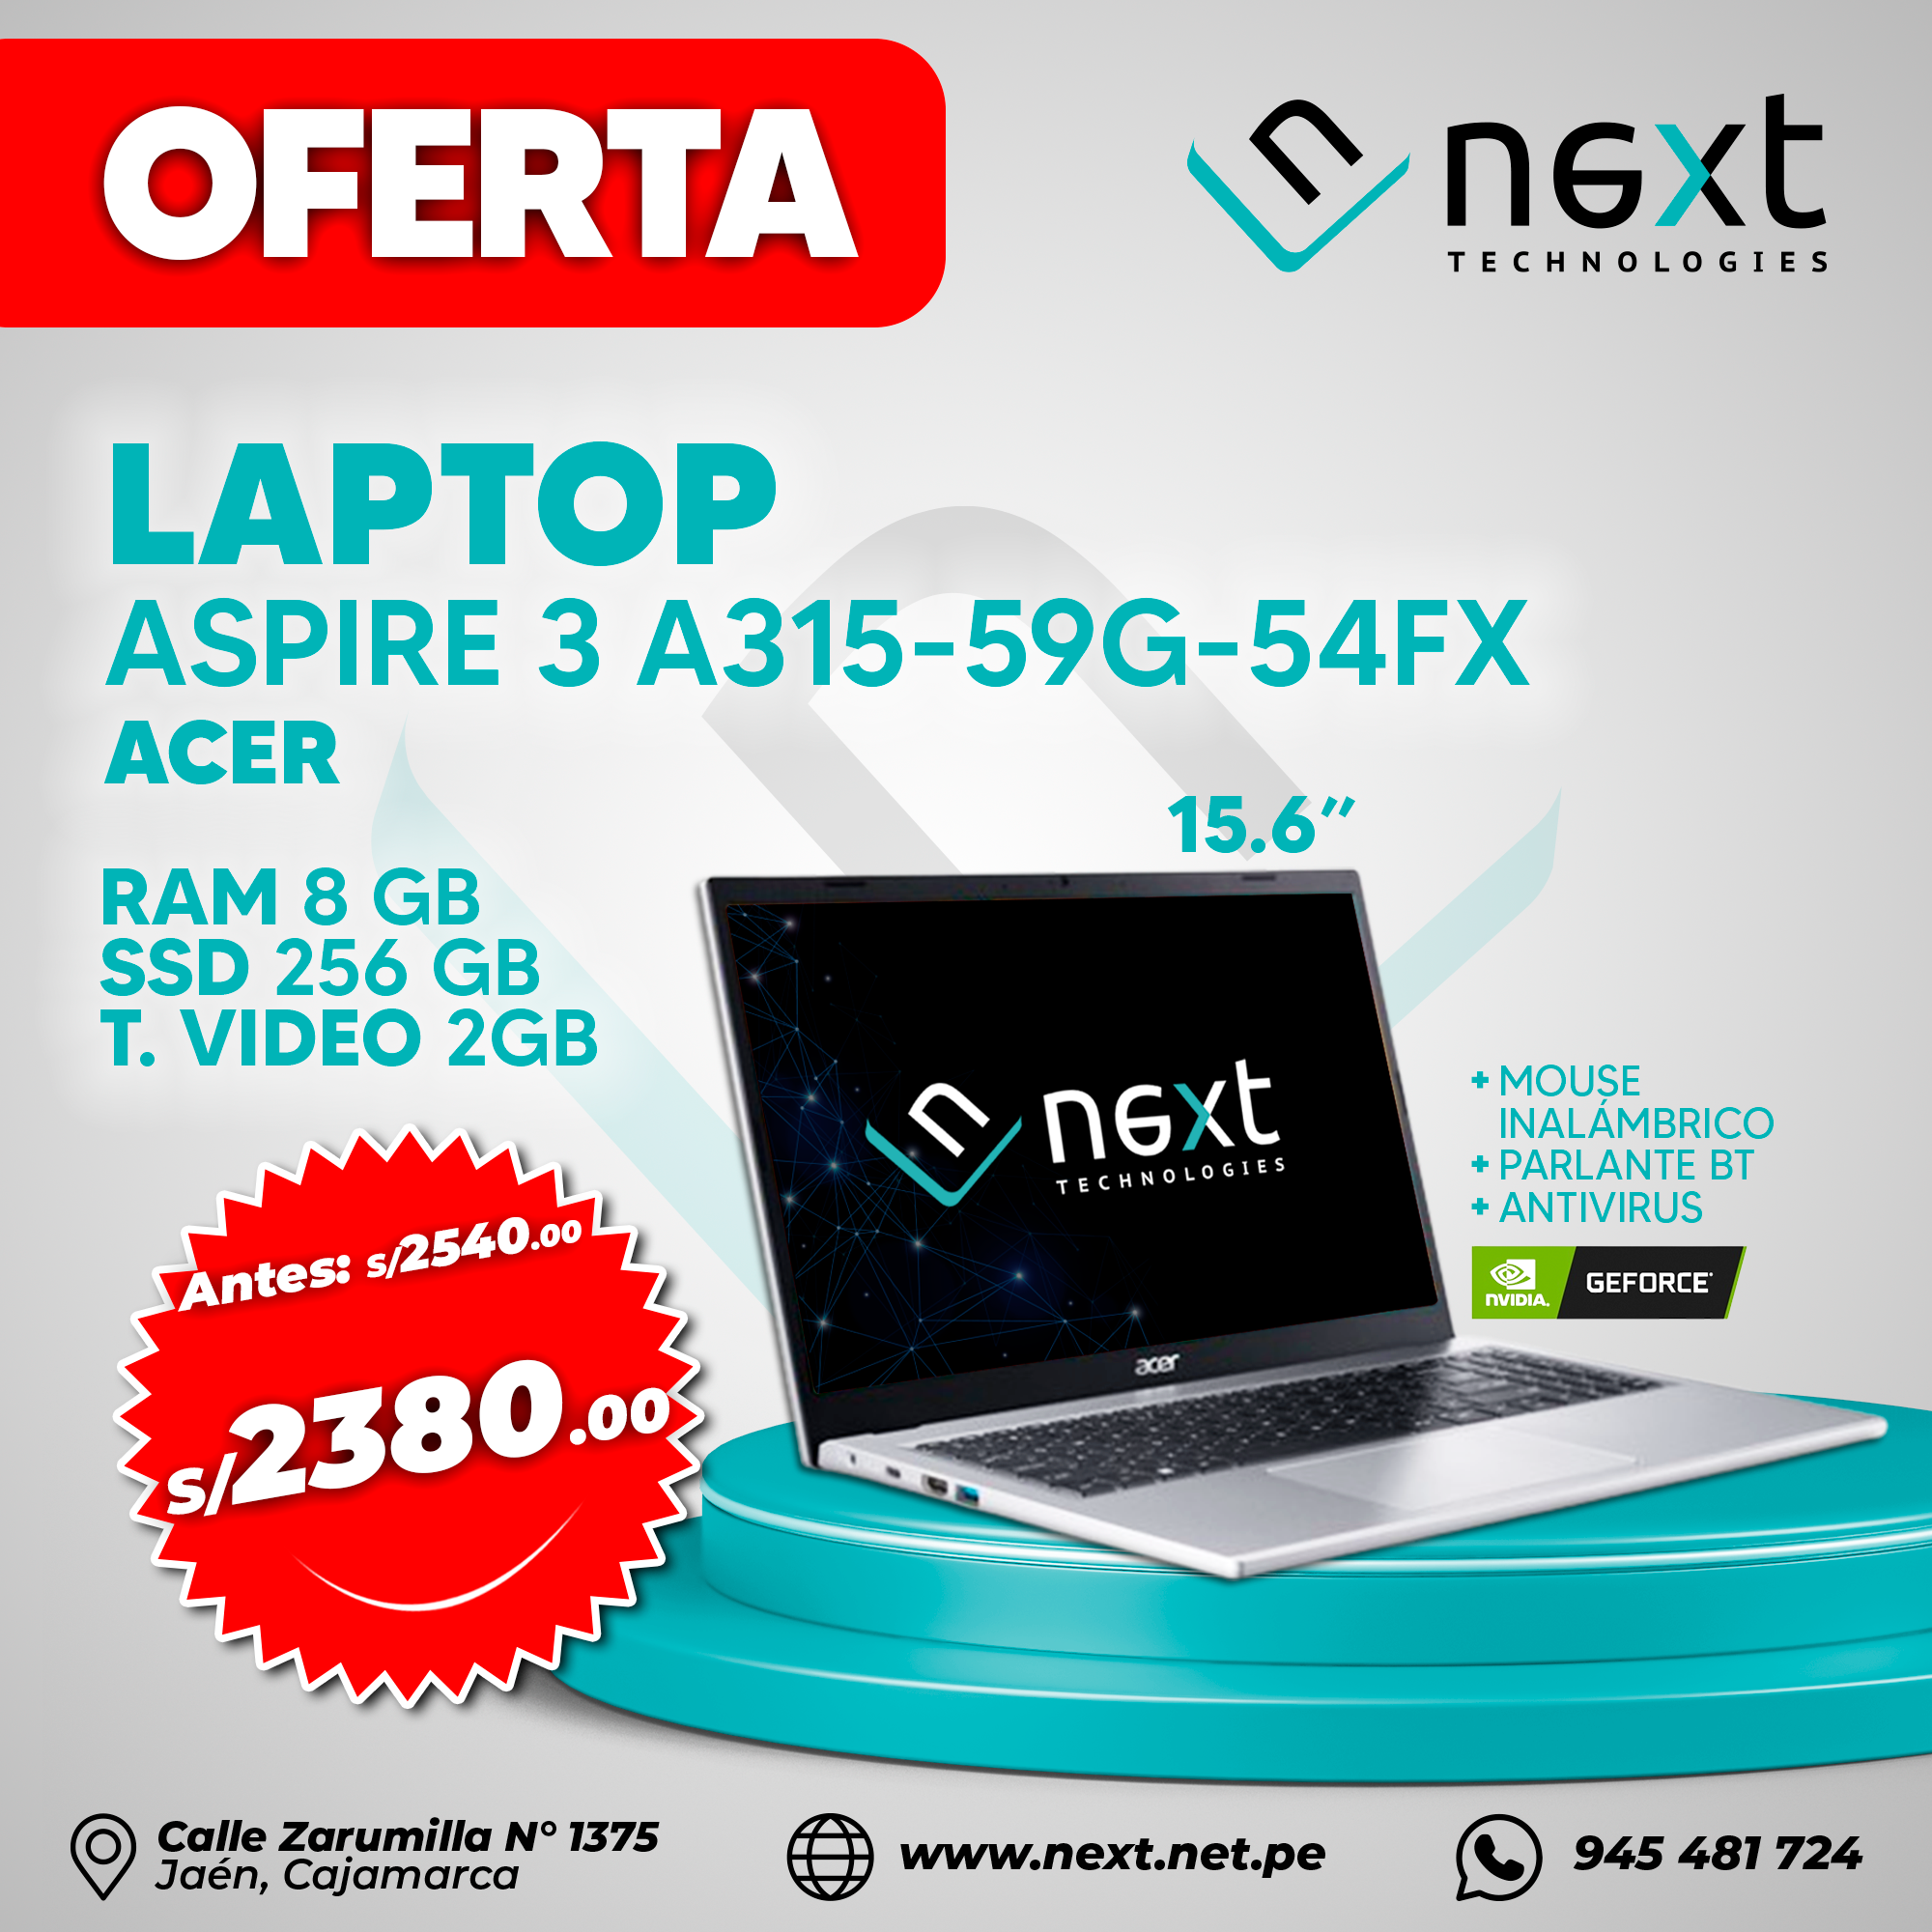 OFERTA
next
TECHNOLOGIES
LAPTOP
ASPIRE 3 A315-59G-54FX
ACER
15.6"
RAM 8 GB
SSD 256 GB
T. VIDEO 2GB
next
TECHNOLOGIES
acer
+ MOUSE
INALÁMBRICO
+ PARLANTE BT
+ ANTIVIRUS
NVIDIA. GEFORCE®
Antes: s/2540.00
s/2380.00
Calle Zarumilla N° 1375
Jaén, Cajamarca
www.next.net.pe
945 481 724